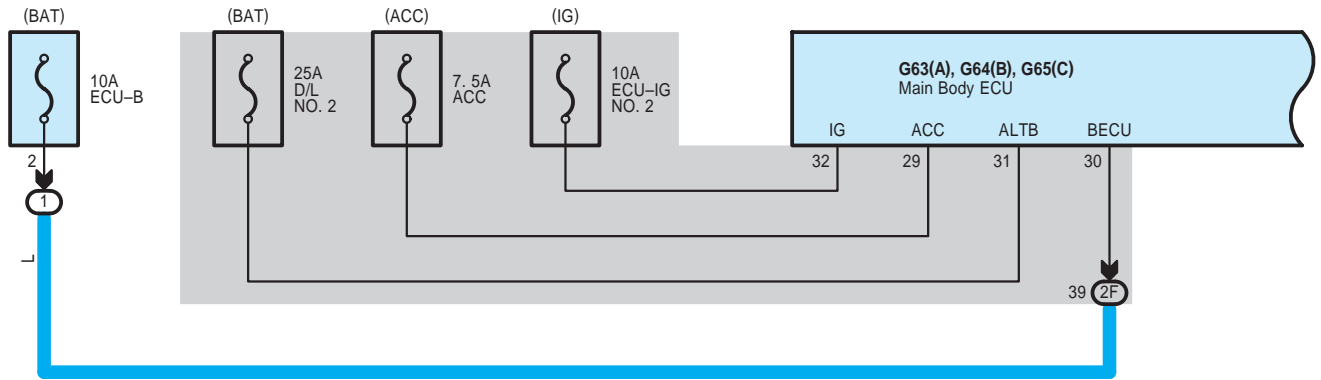 (BAT)
(BAT)
(ACC)
(IG)
10A
ECU–B
25A
D/L
NO. 2
7. 5A
ACC
10A
ECU–IG
NO. 2
G63(A), G64(B), G65(C)
Main Body ECU
IG
ACC
ALTB
BECU
2
32
29
31
30
1
L
39
2F